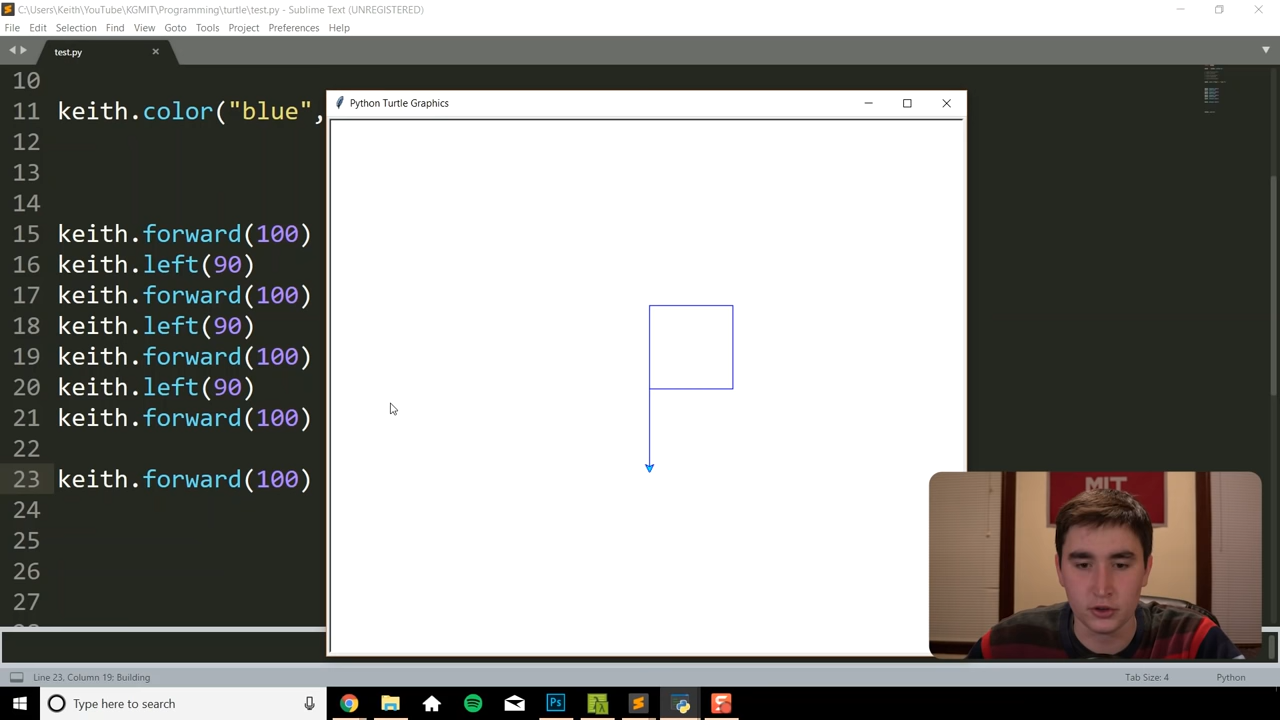 C:\Users\Keith\YouTube\KGMIT\Programming\turtle\test.py - Sublime Text (UNREGISTERED)
File Edit Selection Find View Goto Tools Project Preferences Help
test.py
10
11 keith.color("blue",
12
13
14
15 keith.forward(100)
16 keith.left(90)
17 keith.forward(100)
18 keith.left(90)
19 keith.forward(100)
20 keith.left(90)
21 keith.forward(100)
22
23 keith.forward(100)
24
25
26
27
Python Turtle Graphics
MIT
Line 23, Column 19: Building
Tab Size: 4
Python
Type here to search
Ps